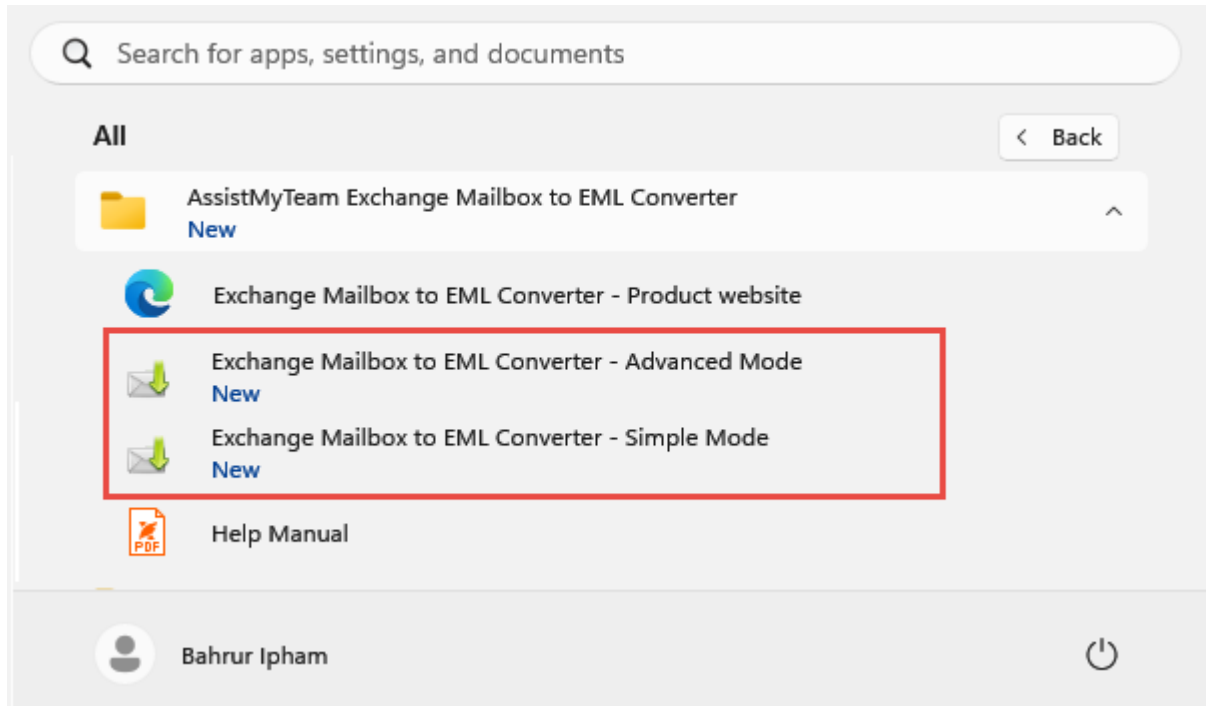 Search for apps, settings, and documents
All
Back
AssistMyTeam Exchange Mailbox to EML Converter
New
Exchange Mailbox to EML Converter - Product website
Exchange Mailbox to EML Converter - Advanced Mode
New
Exchange Mailbox to EML Converter - Simple Mode
New
PDF
Help Manual
Bahrur Ipham